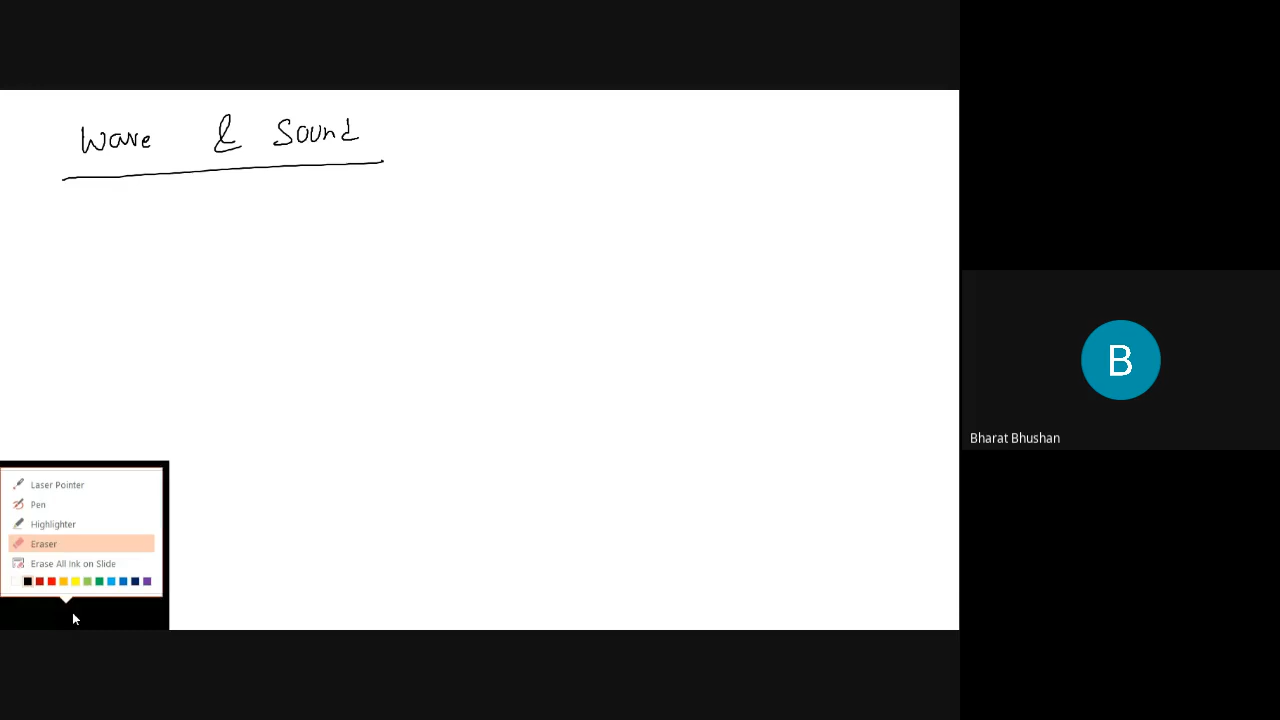 Wave & Sound
B
Bharat Bhushan
Laser Pointer
Pen
Highlighter
Eraser
Erase All Ink on Slide